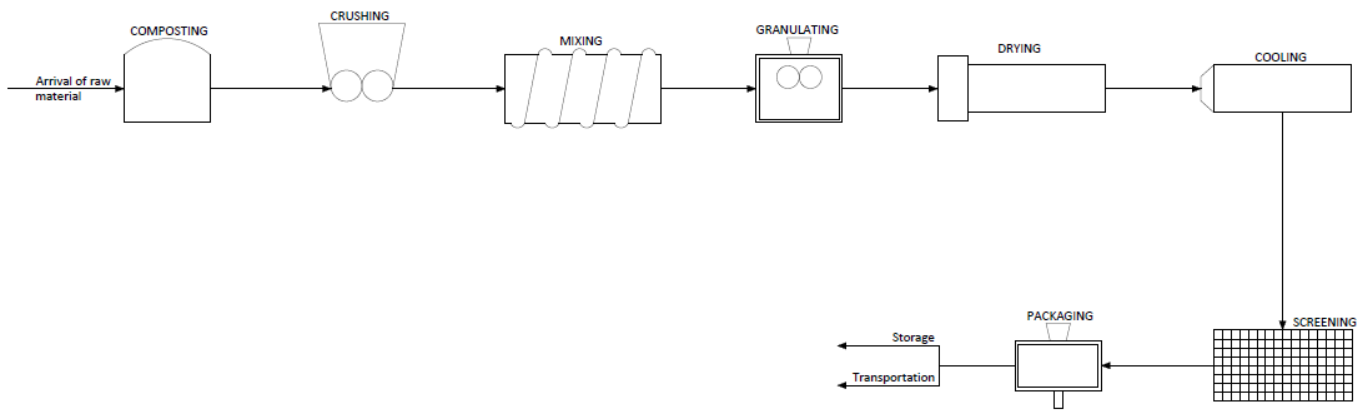 COMPOSTING
CRUSHING
MIXING
GRANULATING
DRYING
COOLING
Arrival of raw
material
SCREENING
PACKAGING
Storage
Transportation